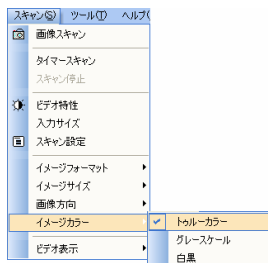 スキャン(S) ツール(T) ヘルプ(
画像スキャン
タイマースキャン
スキャン停止
ビデオ特性
入力サイズ
スキャン設定
イメージフォーマット
イメージサイズ
画像方向
イメージカラー
トゥルーカラー
グレースケール
白黒
ビデオ表示